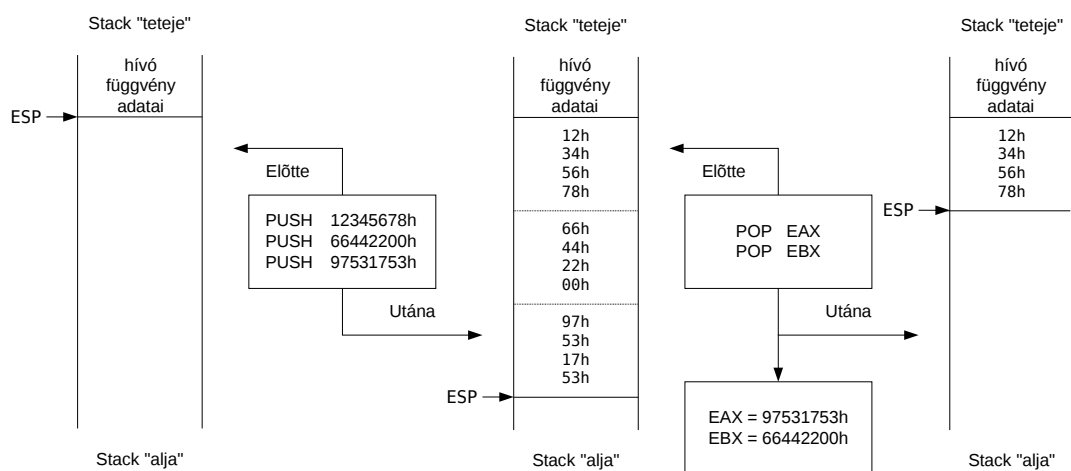 Stack "teteje"
hívó
függvény
adatai
ESP
Stack "alja"
Elõtte
PUSH 12345678h
PUSH 66442200h
PUSH 97531753h
Utána
Stack "teteje"
hívó
függvény
adatai
12h
34h
56h
78h
66h
44h
22h
00h
97h
53h
17h
53h
ESP
Stack "alja"
Elõtte
POP EAX
POP EBX
Utána
EAX = 97531753h
EBX = 66442200h
Stack "teteje"
hívó
függvény
adatai
12h
34h
56h
78h
ESP
Stack "alja"